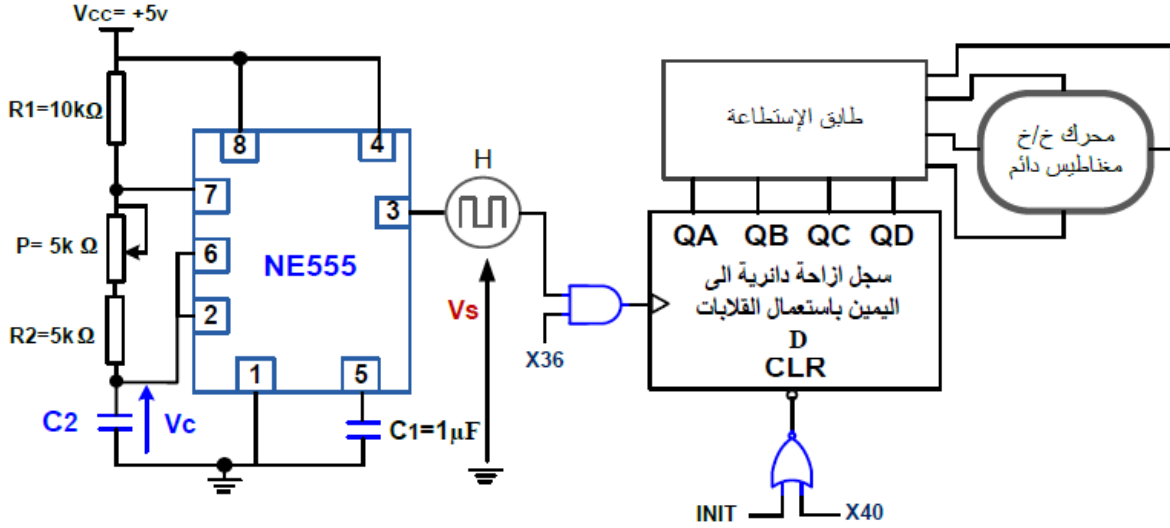 Vcc= +5v
R1=10kΩ
P= 5k Ω
R2=5kΩ
C2
Vc
8
4
7
3
6
NE555
2
1
5
C1=1µF
H
Vs
X36
طابق الإستطاعة
محرك خ/خ
مغناطيس دائم
QA QB QC QD
سجل ازاحة دائرية الى
اليمين باستعمال القلابات
D
CLR
INIT
X40